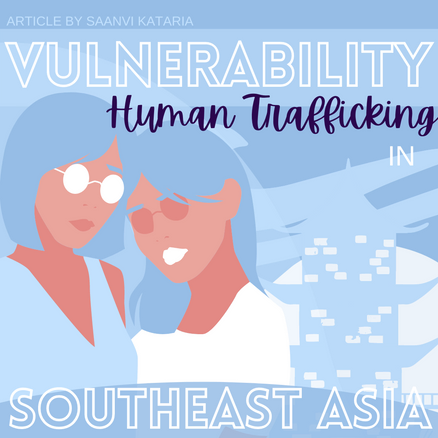 ARTICLE BY SAANVI KATARIA
VULNERABILITY
Human Trafficking
IN
SOUTHEAST ASIA